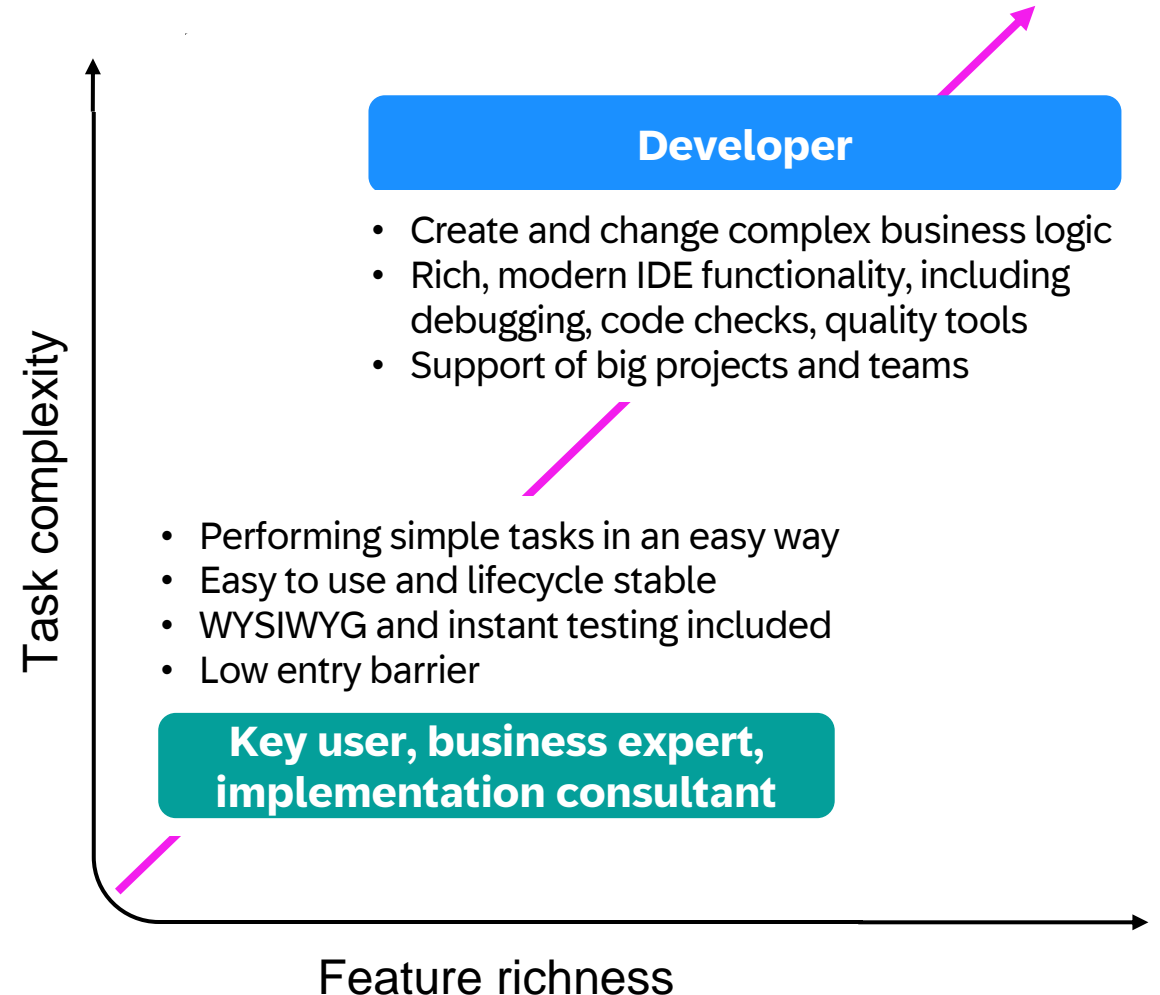 Developer
• Create and change complex business logic
• Rich, modern IDE functionality, including
debugging, code checks, quality tools
• Support of big projects and teams
Task complexity
• Performing simple tasks in an easy way
• Easy to use and lifecycle stable
• WYSIWYG and instant testing included
• Low entry barrier
Key user, business expert,
implementation consultant
Feature richness